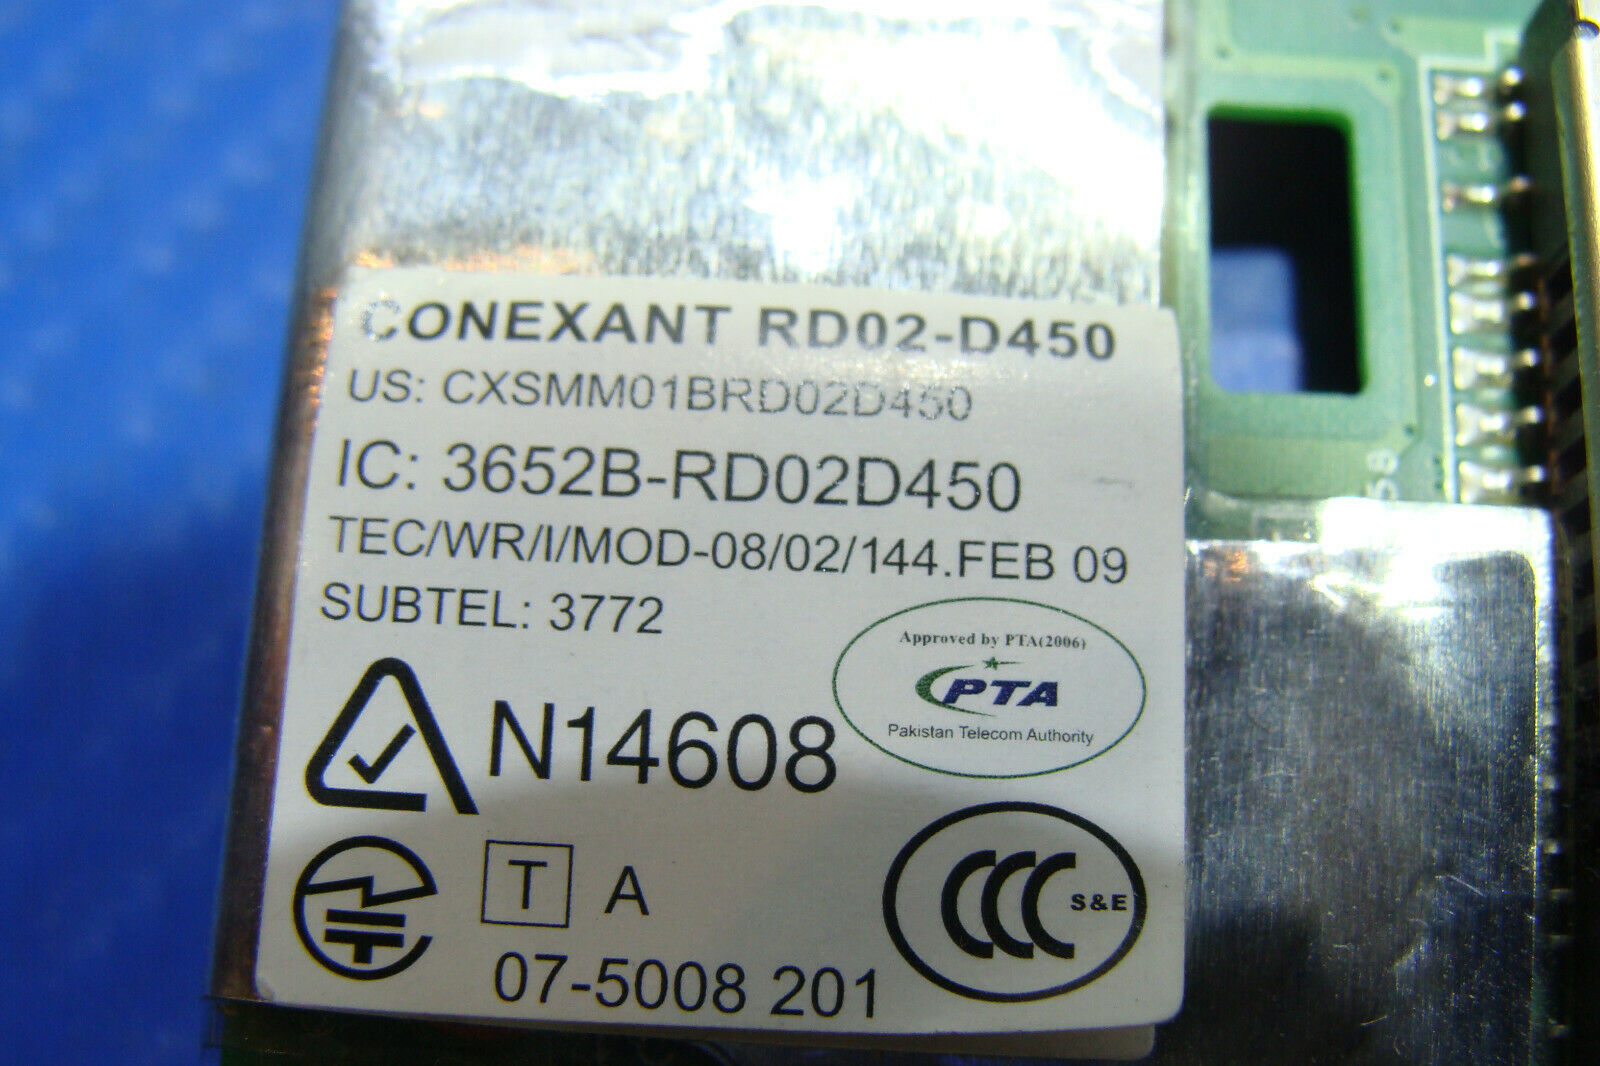 CONEXANT RD02-D450
US: CXSMM01BRD02D450
IC: 3652B-RD02D450
TEC/WR/I/MOD-08/02/144.FEB 09
SUBTEL: 3772
Approved by PTA(2006)
PTA
Pakistan Telecom Authority
N14608
T A
07-5008 201
CCC S&E